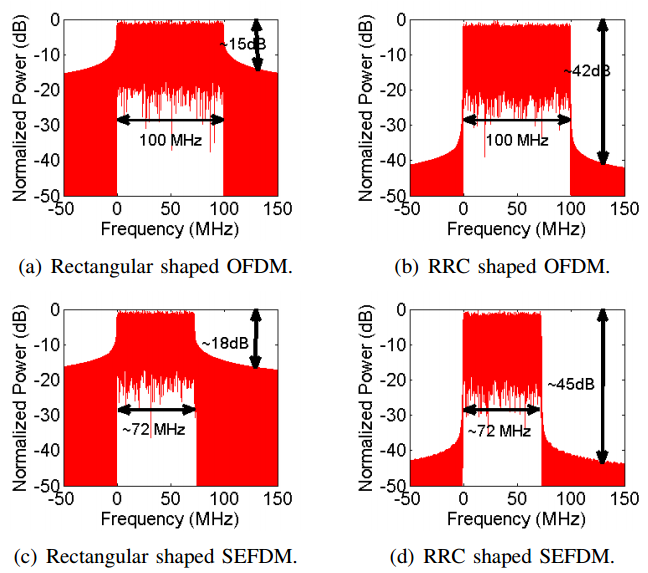 0
-10
-20
-30
-40
-50
Normalized Power (dB)
~15dB
100 MHz
-50 0 50 100 150
Frequency (MHz)
(a) Rectangular shaped OFDM.
0
-10
-20
-30
-40
-50
Normalized Power (dB)
~42dB
100 MHz
-50 0 50 100 150
Frequency (MHz)
(b) RRC shaped OFDM.
0
-10
-20
-30
-40
-50
Normalized Power (dB)
~18dB
~72 MHz
-50 0 50 100 150
Frequency (MHz)
(c) Rectangular shaped SEFDM.
0
-10
-20
-30
-40
-50
Normalized Power (dB)
~45dB
~72 MHz
-50 0 50 100 150
Frequency (MHz)
(d) RRC shaped SEFDM.